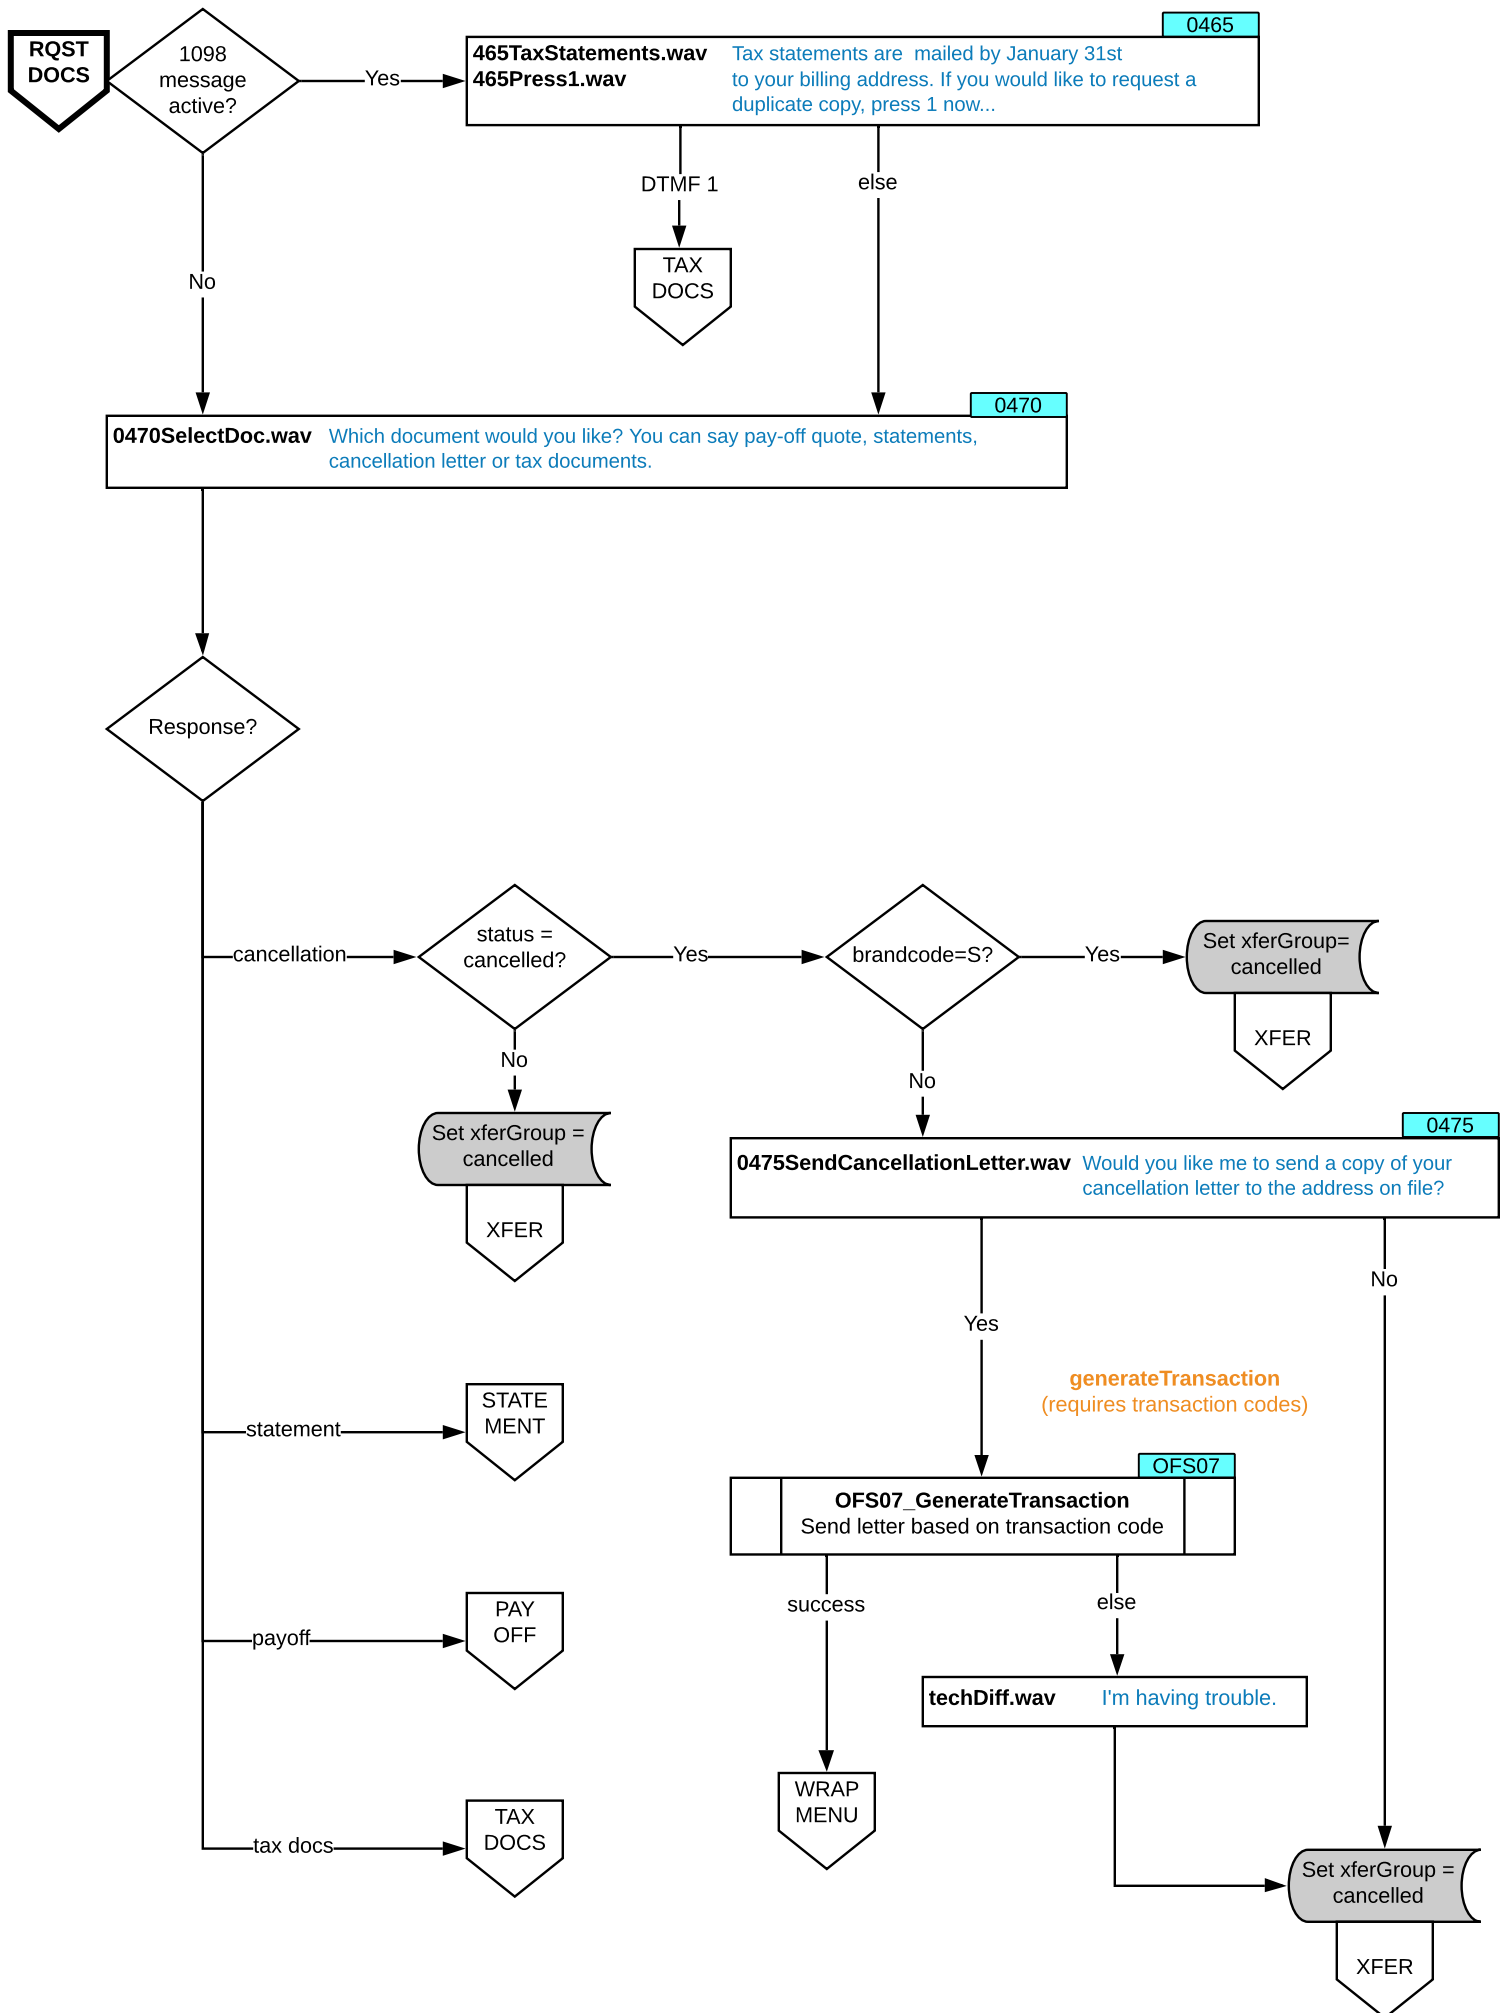 RQST
DOCS
1098
message
active?
Yes
0465
465TaxStatements.wav
465Press1.wav
Tax statements are  mailed by January 31st
to your billing address. If you would like to request a
duplicate copy, press 1 now...
DTMF 1
else
No
TAX
DOCS
0470
0470SelectDoc.wav
Which document would you like? You can say pay-off quote, statements,
cancellation letter or tax documents.
Response?
cancellation
status =
cancelled?
Yes
brandcode=S?
Yes
Set xferGroup=
cancelled
XFER
No
No
Set xferGroup =
cancelled
XFER
0475
0475SendCancellationLetter.wav
Would you like me to send a copy of your
cancellation letter to the address on file?
Yes
No
generateTransaction
(requires transaction codes)
statement
STATE
MENT
OFS07
OFS07_GenerateTransaction
Send letter based on transaction code
success
else
payoff
PAY
OFF
techDiff.wav
I'm having trouble.
WRAP
MENU
tax docs
TAX
DOCS
Set xferGroup =
cancelled
XFER